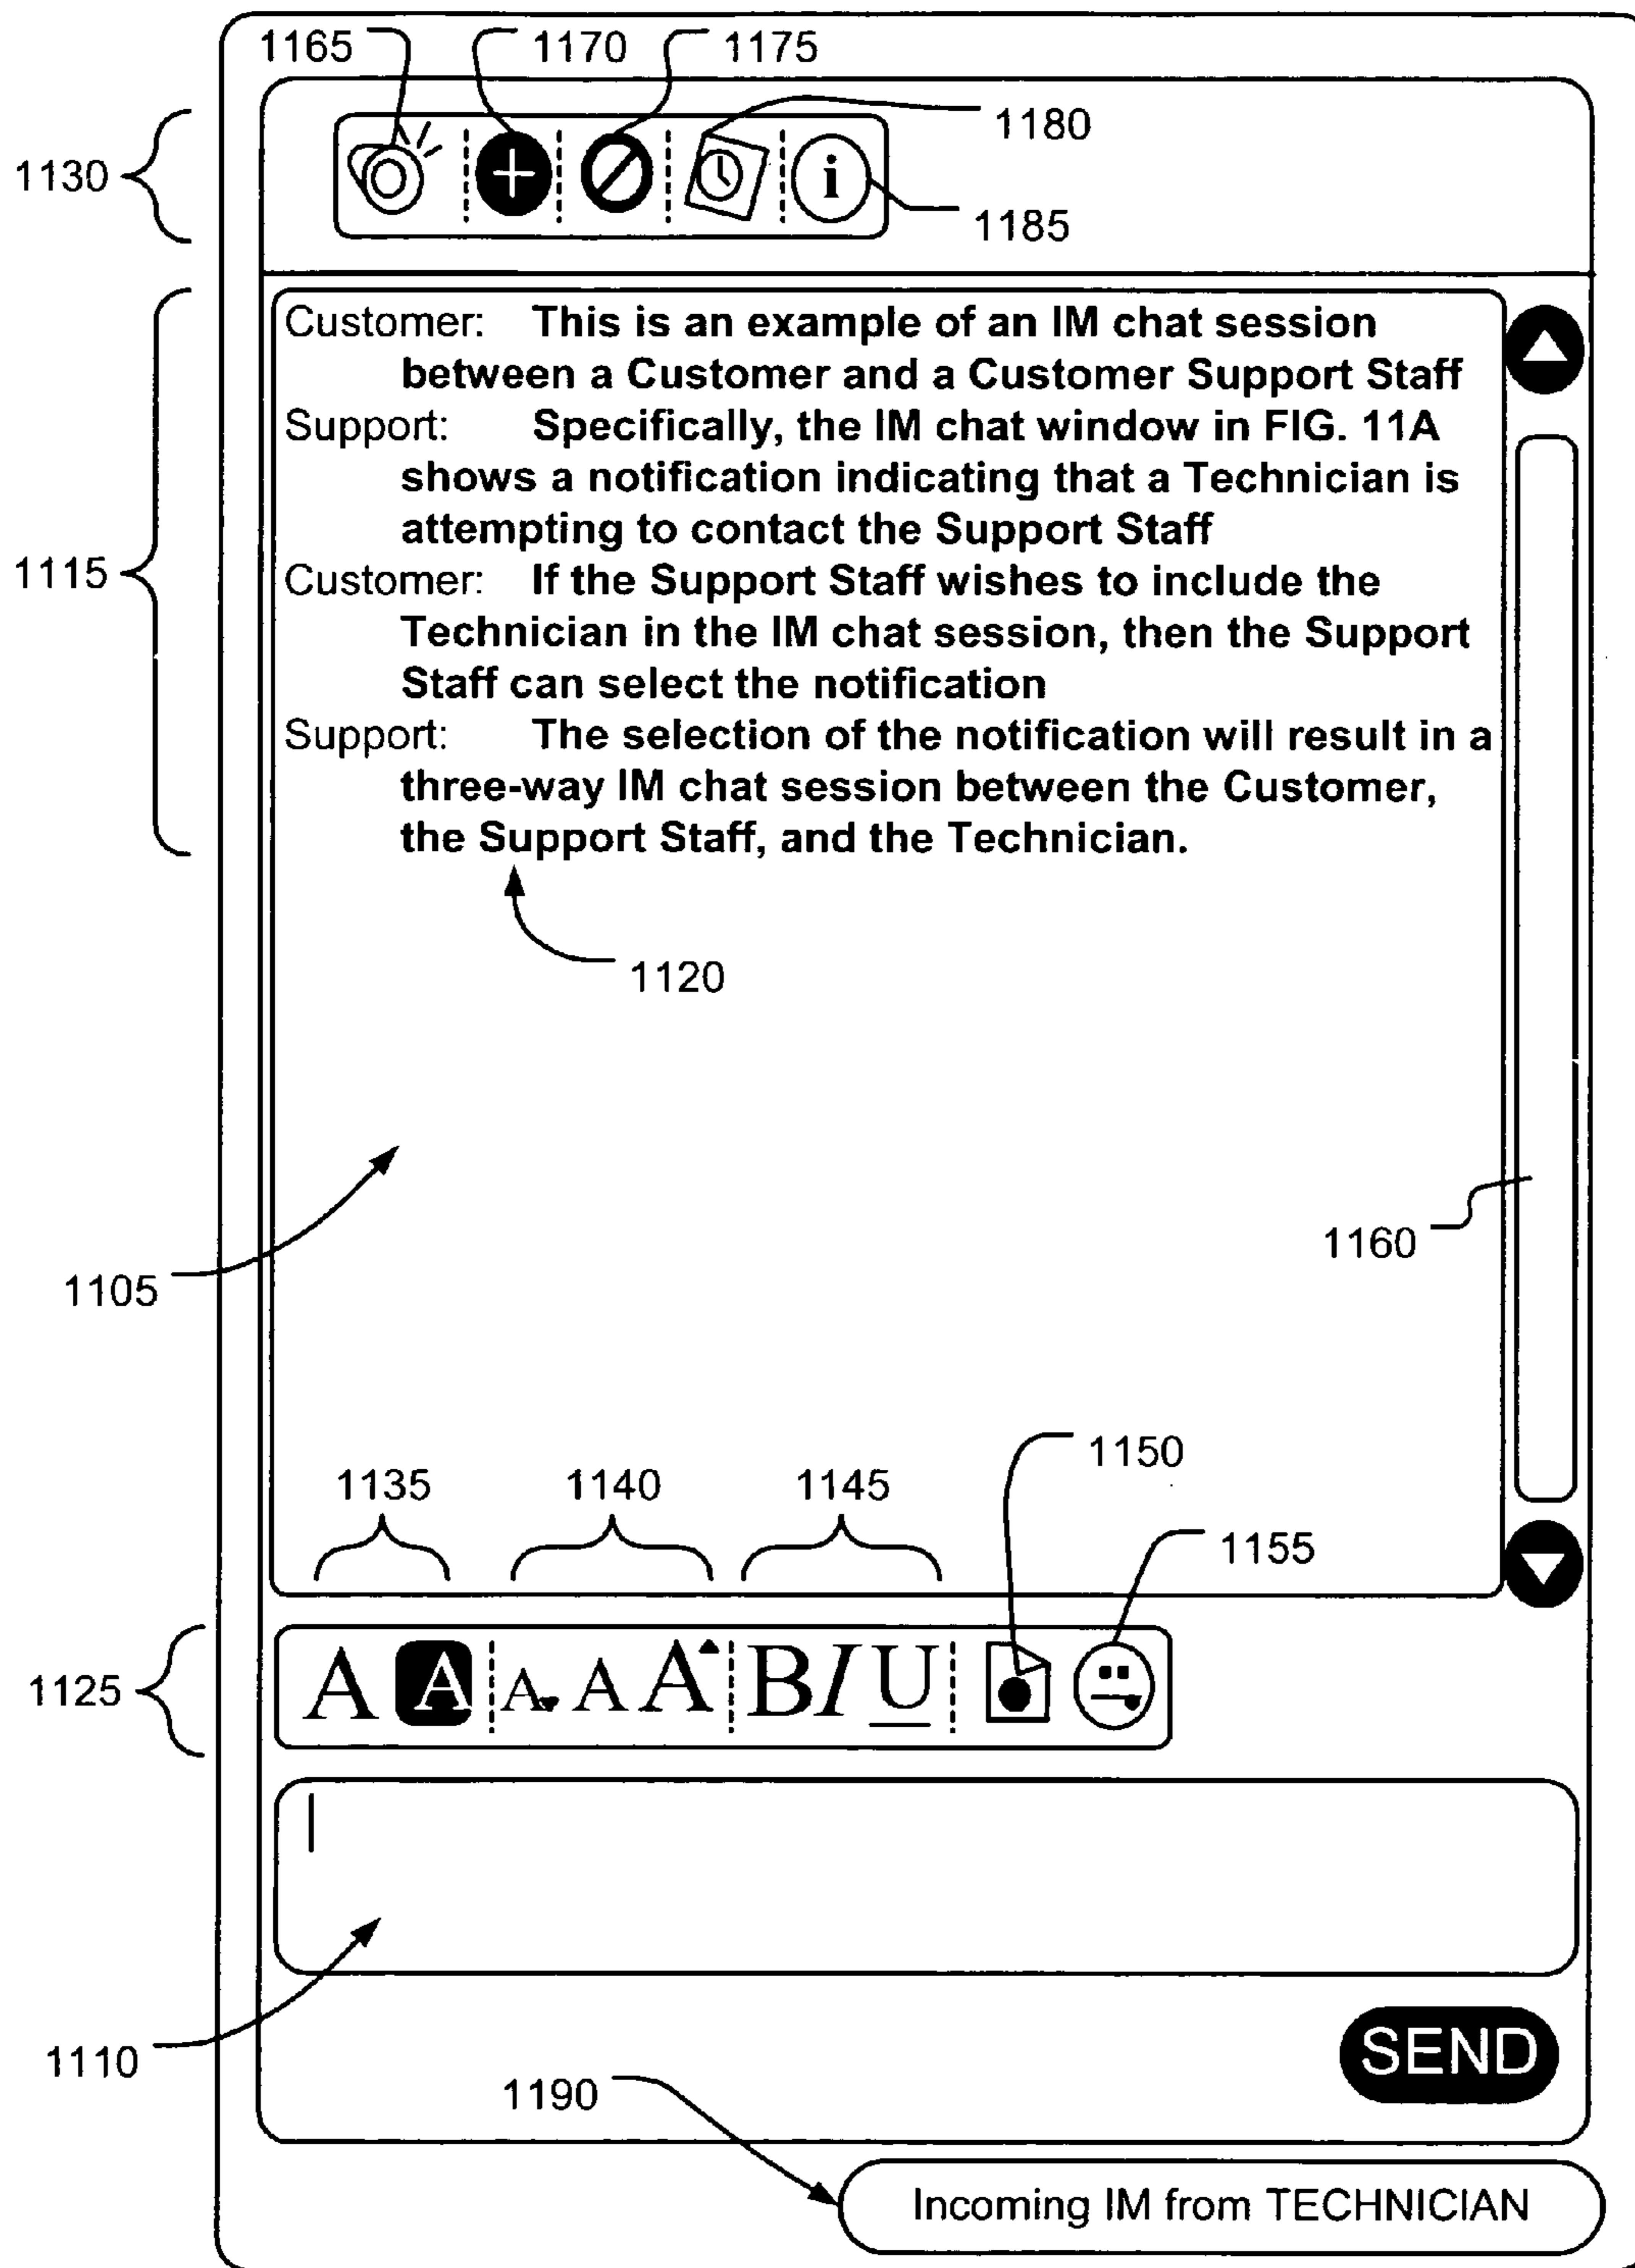 1165 1170 1175
1180
1130
i
1185
Customer: This is an example of an IM chat session
between a Customer and a Customer Support Staff
Support: Specifically, the IM chat window in FIG. 11A
shows a notification indicating that a Technician is
attempting to contact the Support Staff
1115
Customer: If the Support Staff wishes to include the
Technician in the IM chat session, then the Support
Staff can select the notification
Support: The selection of the notification will result in a
three-way IM chat session between the Customer,
the Support Staff, and the Technician.
1120
1160
1105
1150
1135 1140 1145
1155
1125
A A A A A B I U
1110
SEND
1190
Incoming IM from TECHNICIAN